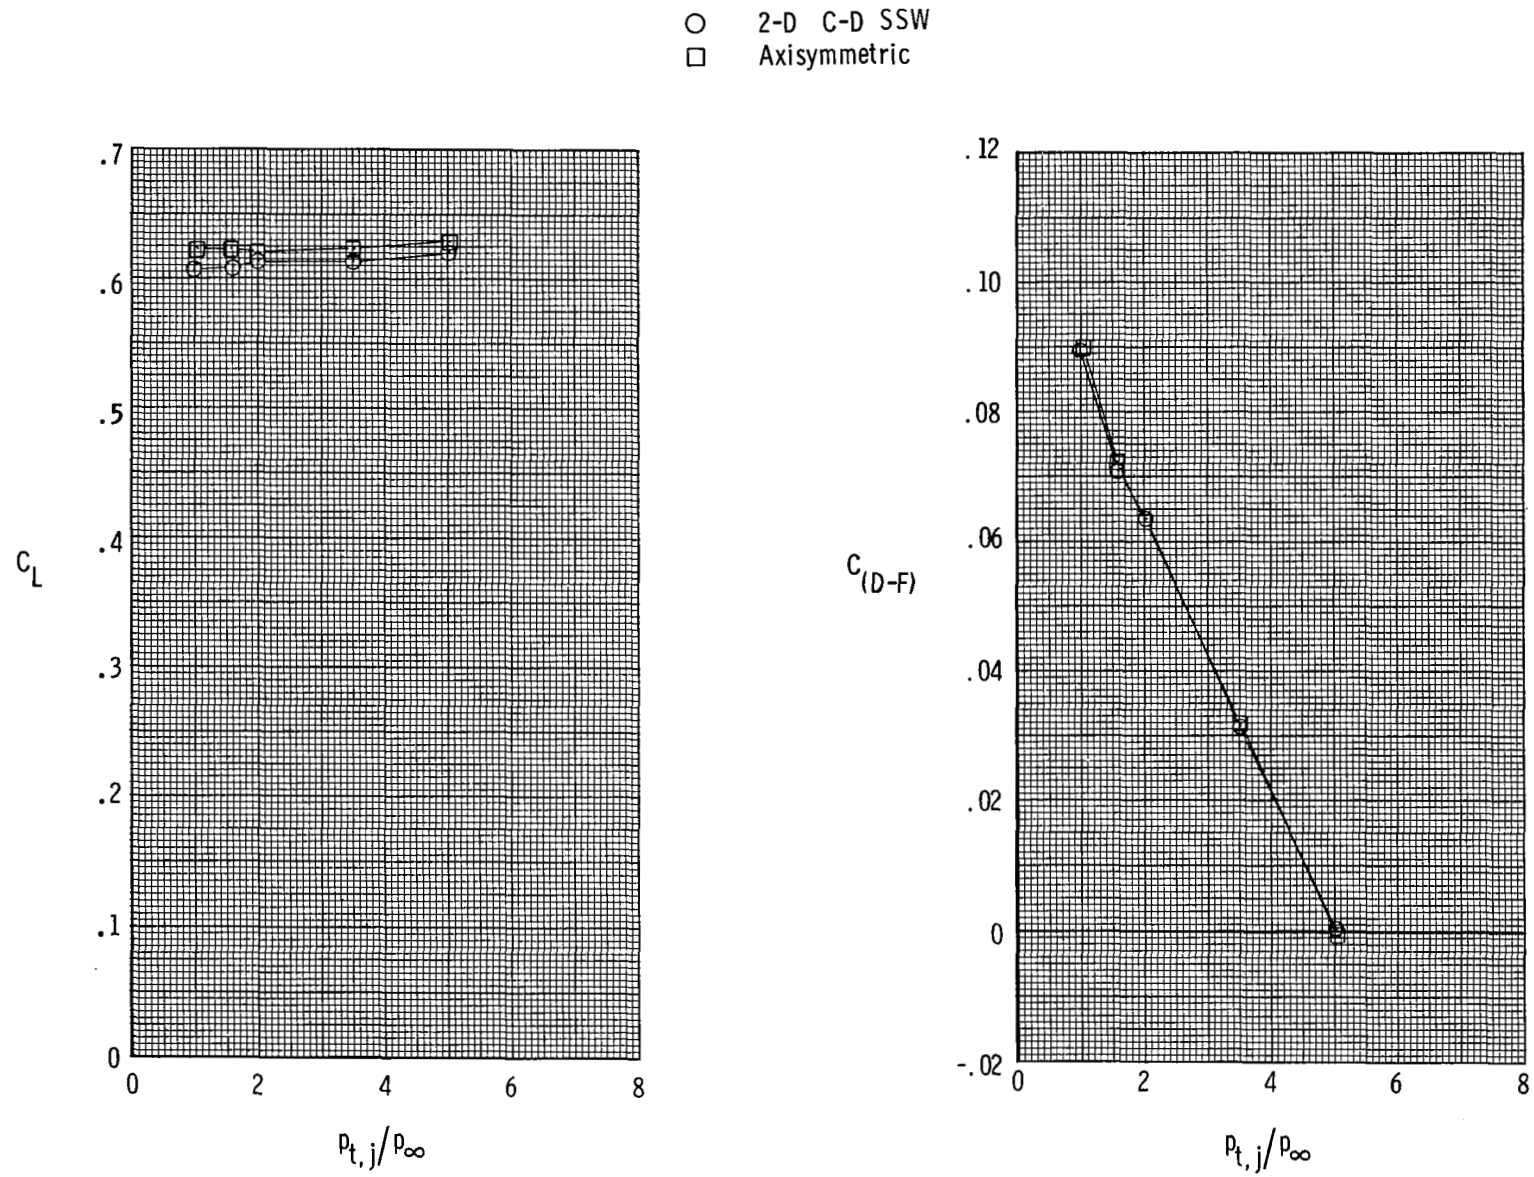 2-D C-D SSW
Axisymmetric
.7
.6
.5
.4
.3
.2
.1
0
C_L
0 2 4 6 8
p_t,j/p_∞
.12
.10
.08
.06
.04
.02
0
-.02
C_(D-F)
0 2 4 6 8
p_t,j/p_∞